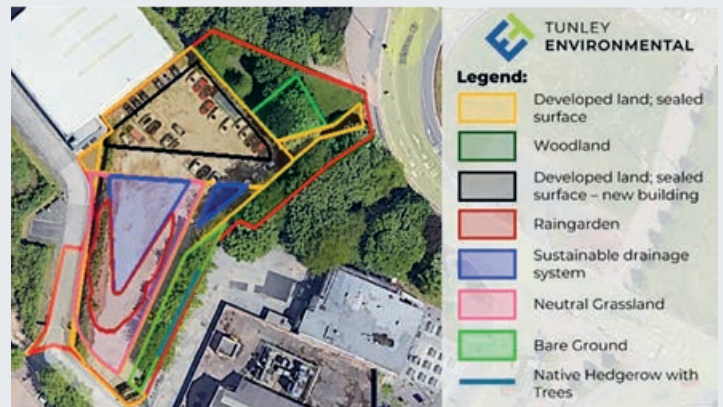 TUNLEY
ENVIRONMENTAL
Legend:
Developed land; sealed
surface
Woodland
Developed land; sealed
surface – new building
Raingarden
Sustainable drainage
system
Neutral Grassland
Bare Ground
Native Hedgerow with
Trees